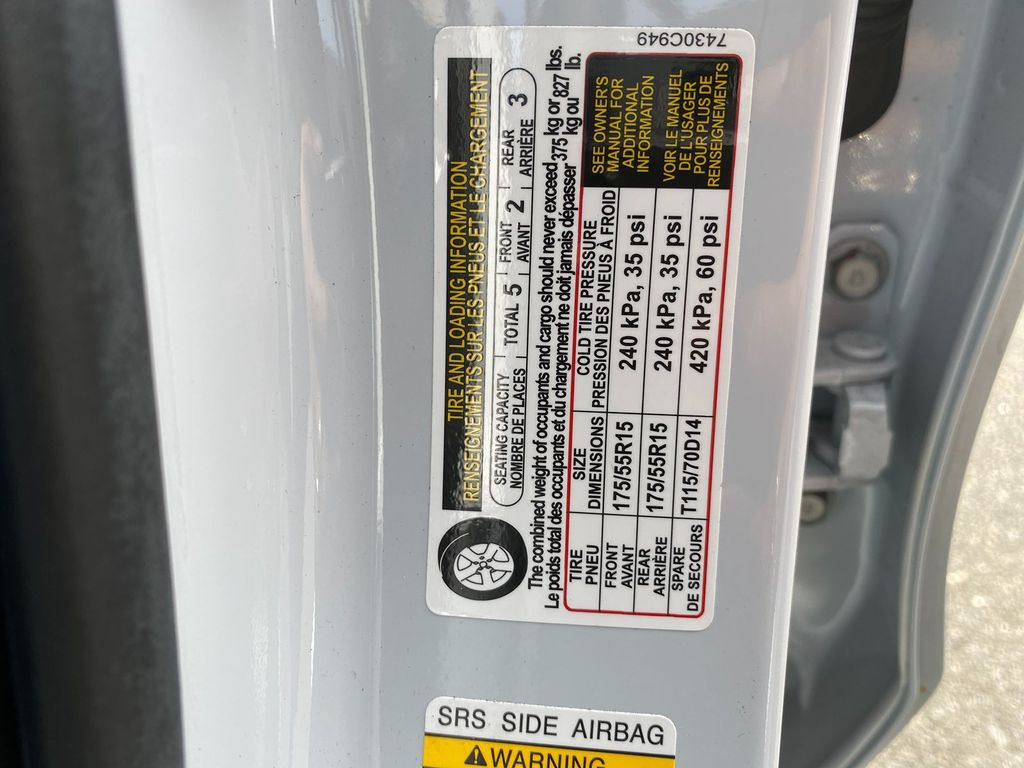 TIRE AND LOADING INFORMATION
RENSEIGNEMENTS SUR LES PNEUS ET LE CHARGEMENT
SEATING CAPACITY
NOMBRE DE PLACES
TOTAL 5
FRONT
AVANT 2
REAR
ARRIÈRE 3
The combined weight of occupants and cargo should never exceed 375 kg or 827 lbs.
Le poids total des occupants et du chargement ne doit jamais dépasser 375 kg ou 827 lb.
TIRE
PNEU
SIZE
DIMENSIONS
COLD TIRE PRESSURE
PRESSION DES PNEUS À FROID
FRONT
AVANT
175/55R15
240 kPa, 35 psi
REAR
ARRIÈRE
175/55R15
240 kPa, 35 psi
SPARE
DE SECOURS
T115/70D14
420 kPa, 60 psi
SEE OWNER'S
MANUAL FOR
ADDITIONAL
INFORMATION
VOIR LE MANUEL
DE L'USAGER
POUR PLUS DE
RENSEIGNEMENTS
7430C949
SRS SIDE AIRBAG
WARNING